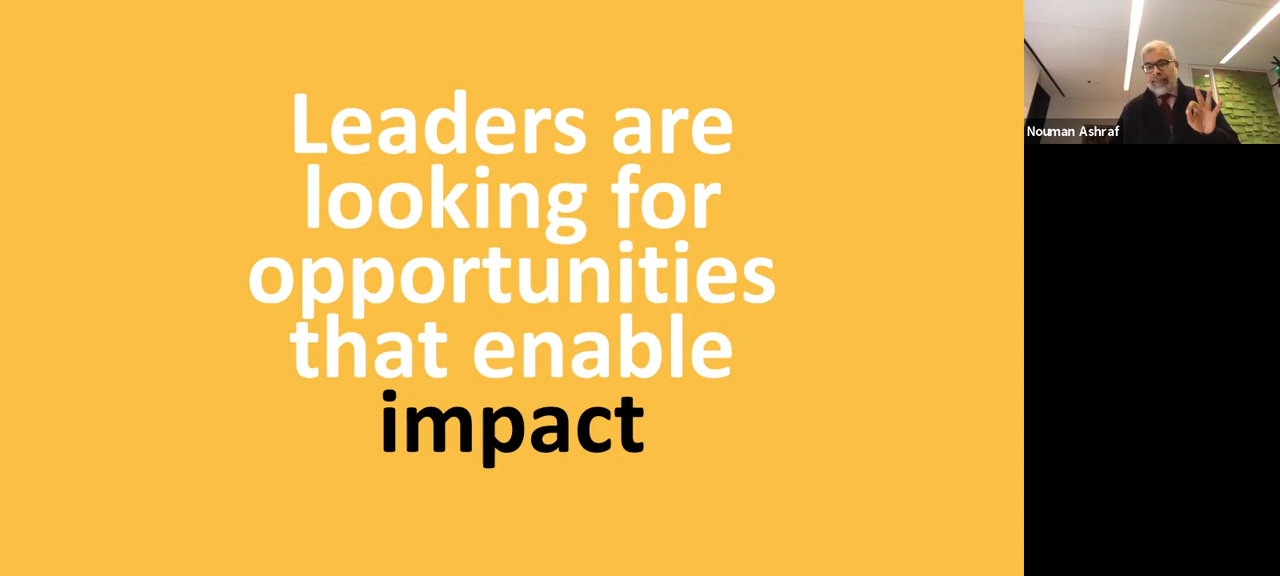 Leaders are
looking for
opportunities
that enable
impact
Nouman Ashraf